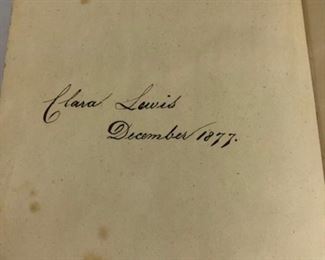 Clara Lewis
December 1877.